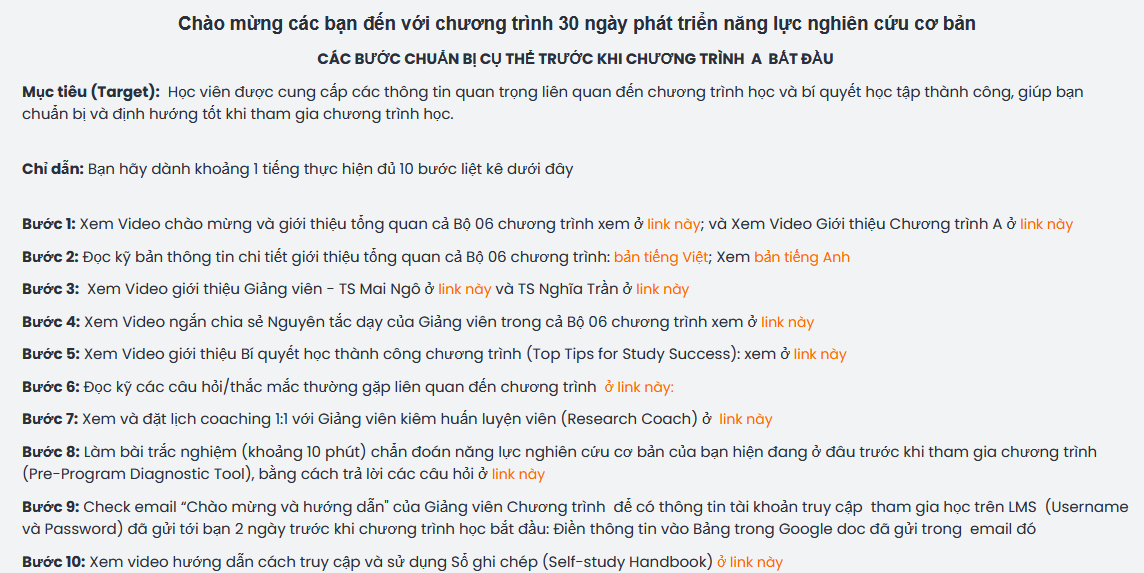 Chào mừng các bạn đến với chương trình 30 ngày phát triển năng lực nghiên cứu cơ bản
CÁC BƯỚC CHUẨN BỊ CỤ THỂ TRƯỚC KHI CHƯƠNG TRÌNH A BẮT ĐẦU
Mục tiêu (Target): Học viên được cung cấp các thông tin quan trọng liên quan đến chương trình học và bí quyết học tập thành công, giúp bạn
chuẩn bị và định hướng tốt khi tham gia chương trình học.
Chỉ dẫn: Bạn hãy dành khoảng 1 tiếng thực hiện đủ 10 bước liệt kê dưới đây
Bước 1: Xem Video chào mừng và giới thiệu tổng quan cả Bộ 06 chương trình xem ở link này; và Xem Video Giới thiệu Chương trình A ở link này
Bước 2: Đọc kỹ bản thông tin chi tiết giới thiệu tổng quan cả Bộ 06 chương trình: bản tiếng Việt; Xem bản tiếng Anh
Bước 3: Xem Video giới thiệu Giảng viên - TS Mai Ngô ở link này và TS Nghĩa Trần ở link này
Bước 4: Xem Video ngắn chia sẻ Nguyên tắc dạy của Giảng viên trong cả Bộ 06 chương trình xem ở link này
Bước 5: Xem Video giới thiệu Bí quyết học thành công chương trình (Top Tips for Study Success): xem ở link này
Bước 6: Đọc kỹ các câu hỏi/thắc mắc thường gặp liên quan đến chương trình ở link này:
Bước 7: Xem và đặt lịch coaching 1:1 với Giảng viên kiêm huấn luyện viên (Research Coach) ở link này
Bước 8: Làm bài trắc nghiệm (khoảng 10 phút) chẩn đoán năng lực nghiên cứu cơ bản của bạn hiện đang ở đâu trước khi tham gia chương trình
(Pre-Program Diagnostic Tool), bằng cách trả lời các câu hỏi ở link này
Bước 9: Check email “Chào mừng và hướng dẫn" của Giảng viên Chương trình để có thông tin tài khoản truy cập tham gia học trên LMS (Username
và Password) đã gửi tới bạn 2 ngày trước khi chương trình học bắt đầu: Điền thông tin vào Bảng trong Google doc đã gửi trong email đó
Bước 10: Xem video hướng dẫn cách truy cập và sử dụng Sổ ghi chép (Self-study Handbook) ở link này